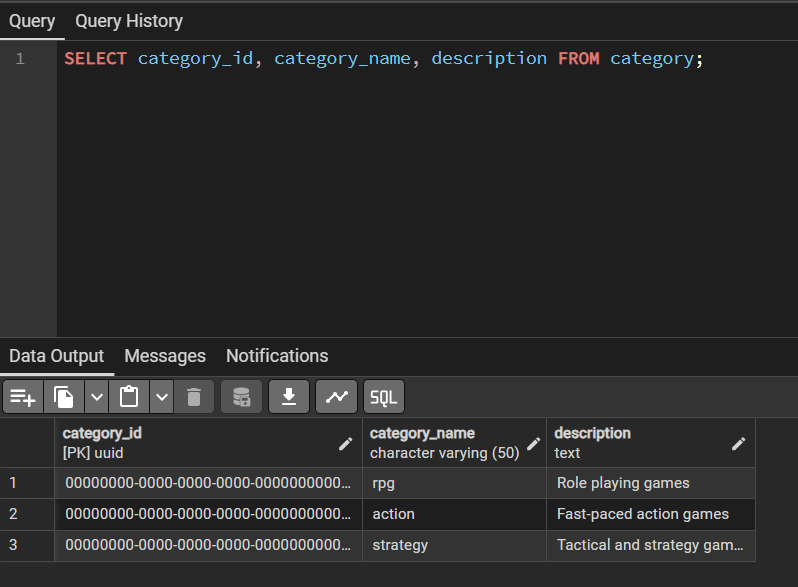 Query Query History
1 SELECT category_id, category_name, description FROM category;
Data Output Messages Notifications
SQL
category_id category_name description
[PK] uuid character varying (50) text
1 00000000-0000-0000-0000-0000000000... rpg Role playing games
2 00000000-0000-0000-0000-0000000000... action Fast-paced action games
3 00000000-0000-0000-0000-0000000000... strategy Tactical and strategy gam...